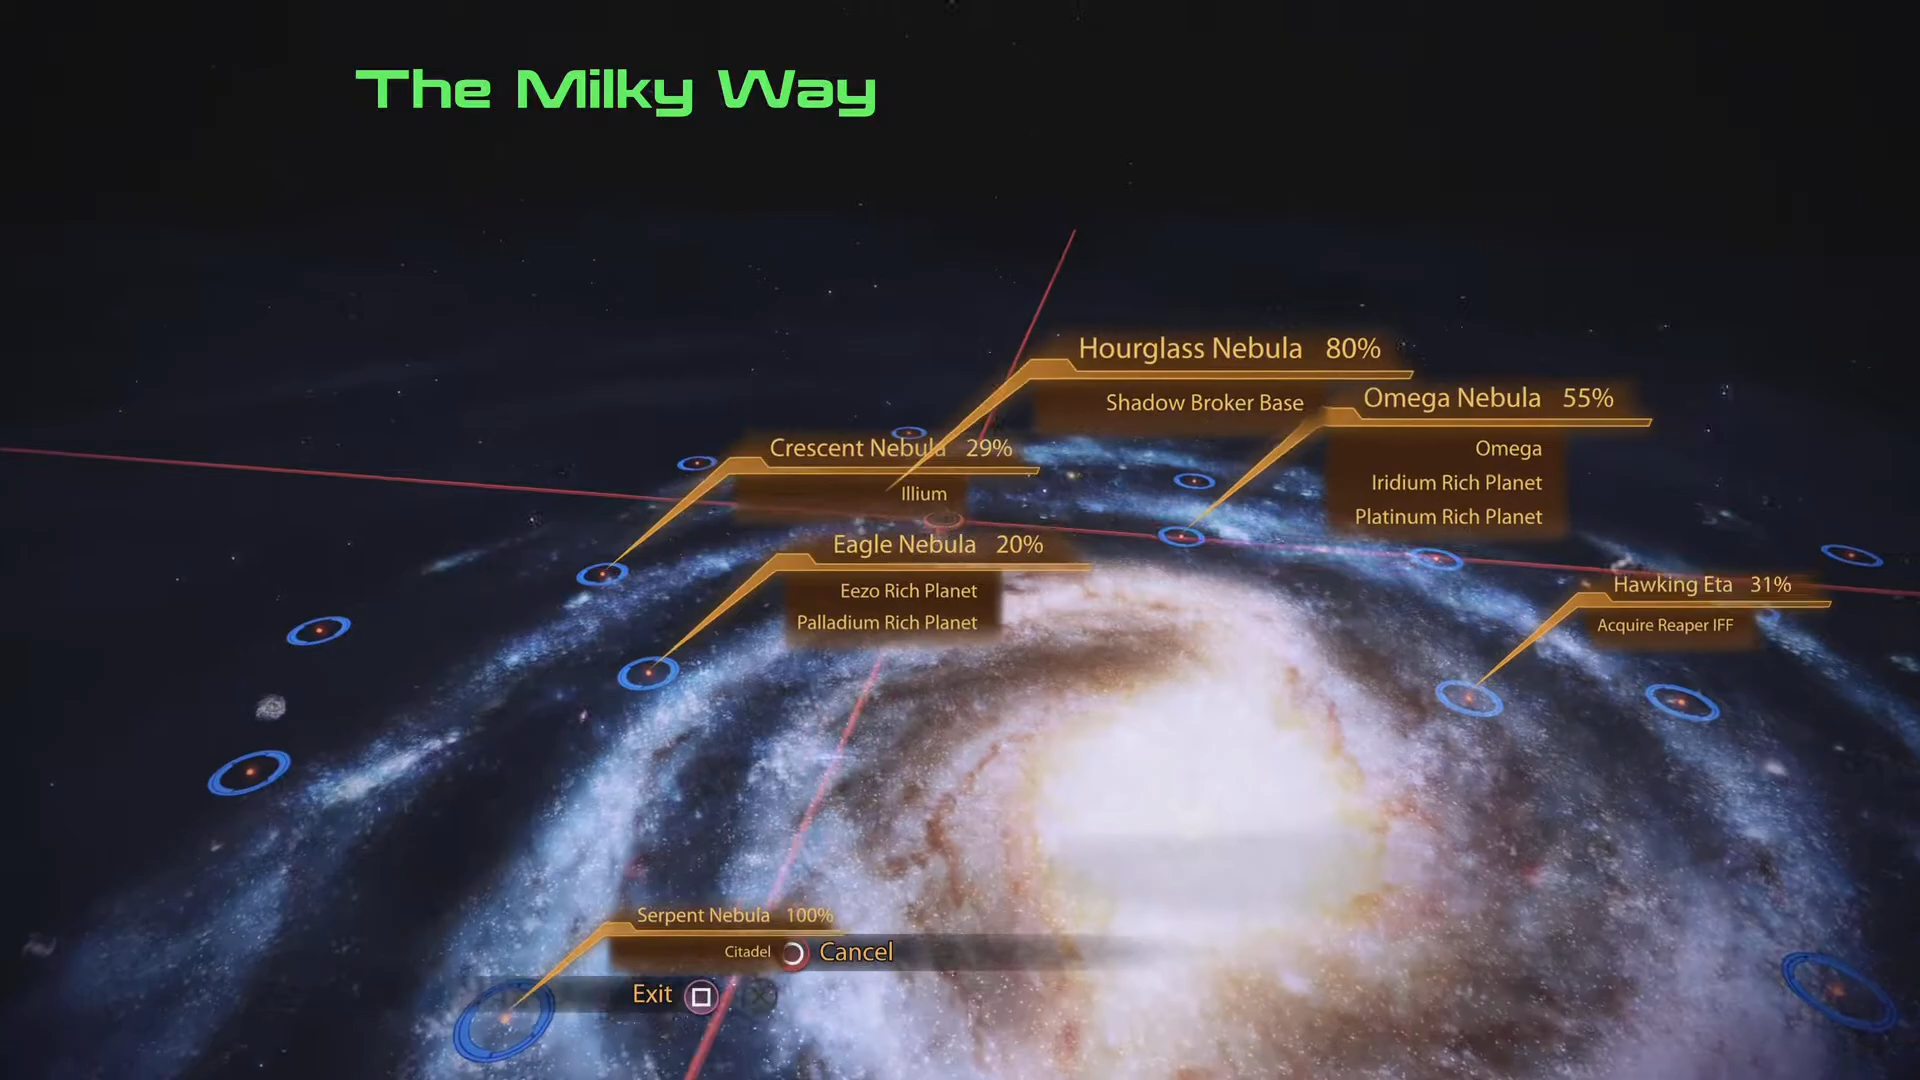 The Milky Way
Hourglass Nebula 80%
Shadow Broker Base
Omega Nebula 55%
Omega
Iridium Rich Planet
Platinum Rich Planet
Crescent Nebula 29%
Illium
Eagle Nebula 20%
Eezo Rich Planet
Palladium Rich Planet
Hawking Eta 31%
Acquire Reaper IFF
Serpent Nebula 100%
Citadel
Cancel
Exit